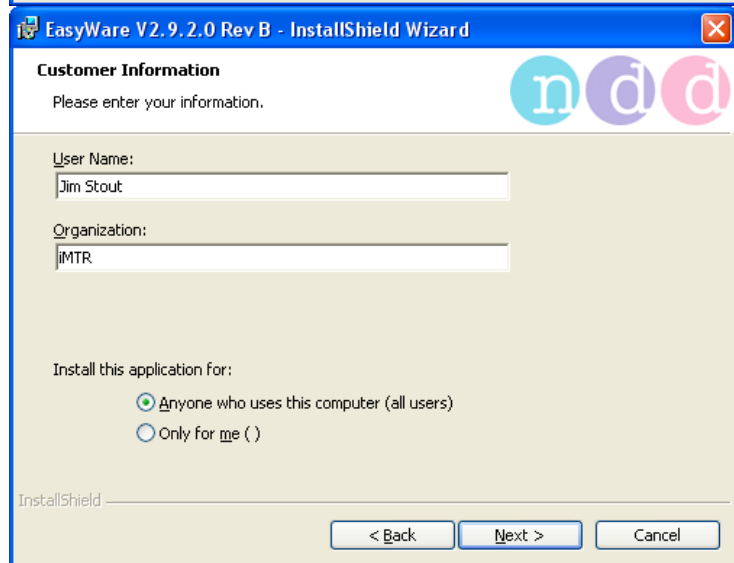 EasyWare V2.9.2.0 Rev B - InstallShield Wizard
Customer Information
Please enter your information.
ndd
User Name:
Jim Stout
Organization:
iMTR
Install this application for:
Anyone who uses this computer (all users)
Only for me ( )
InstallShield
< Back Next > Cancel